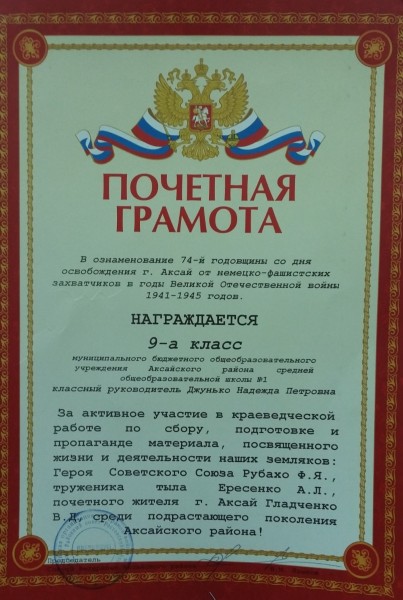 ПОЧЕТНАЯ
ГРАМОТА
В ознаменование 74-й годовщины со дня
освобождения г. Аксай от немецко-фашистских
захватчиков в годы Великой Отечественной войны
1941-1945 годов.
НАГРАЖДАЕТСЯ
9-а класс
муниципального бюджетного общеобразовательного
учреждения Аксайского района средней
общеобразовательной школы №1
классный руководитель Джунько Надежда Петровна
За активное участие в краеведческой
работе по сбору, подготовке и
пропаганде материала, посвященного
жизни и деятельности наших земляков:
Героя Советского Союза Рубахо Ф.Я.,
труженика тыла Ересенко А.Л.,
почетного жителя г. Аксай Гладченко
В.Д, среди подрастающего поколения
Аксайского района!
Председатель